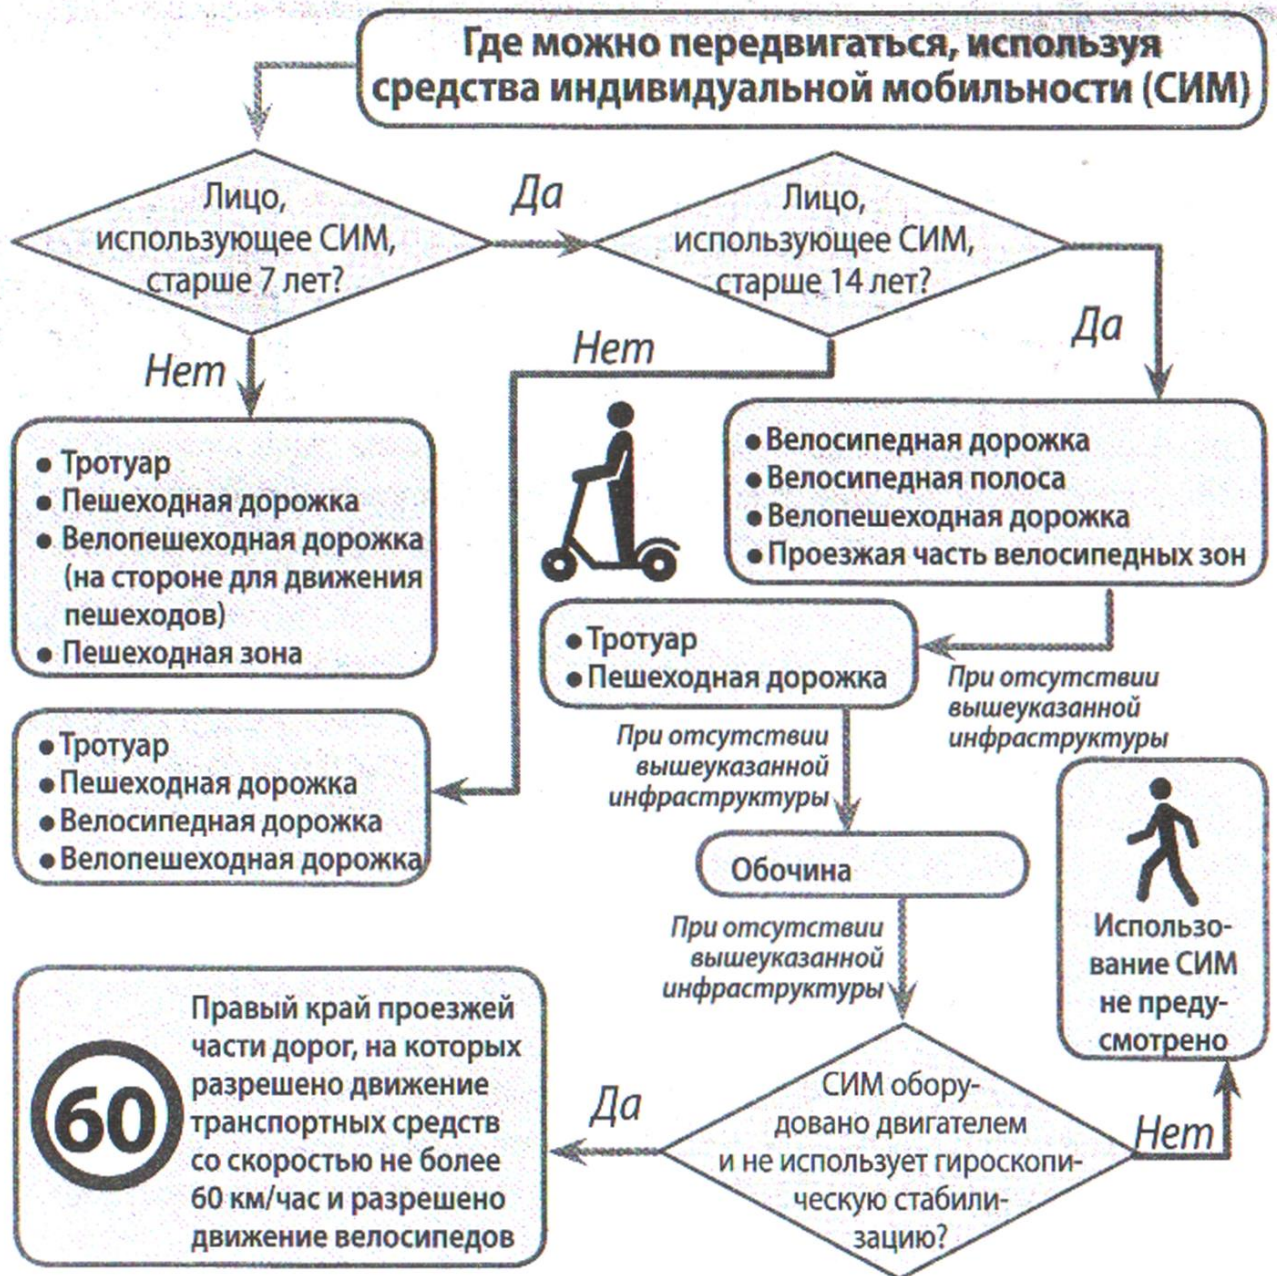 Где можно передвигаться, используя
средства индивидуальной мобильности (СИМ)
Лицо,
использующее СИМ,
старше 7 лет?
Да
Лицо,
использующее СИМ,
старше 14 лет?
Да
Нет
Нет
• Тротуар
• Пешеходная дорожка
• Велопешеходная дорожка
(на стороне для движения
пешеходов)
• Пешеходная зона
• Велосипедная дорожка
• Велосипедная полоса
• Велопешеходная дорожка
• Проезжая часть велосипедных зон
• Тротуар
• Пешеходная дорожка
При отсутствии
вышеуказанной
инфраструктуры
• Тротуар
• Пешеходная дорожка
• Велосипедная дорожка
• Велопешеходная дорожка
При отсутствии
вышеуказанной
инфраструктуры
Обочина
При отсутствии
вышеуказанной
инфраструктуры
Использо-
вание СИМ
не преду-
смотрено
СИМ обору-
довано двигателем
и не использует гироскопи-
ческую стабили-
зацию?
Да
Нет
60
Правый край проезжей
части дорог, на которых
разрешено движение
транспортных средств
со скоростью не более
60 км/час и разрешено
движение велосипедов